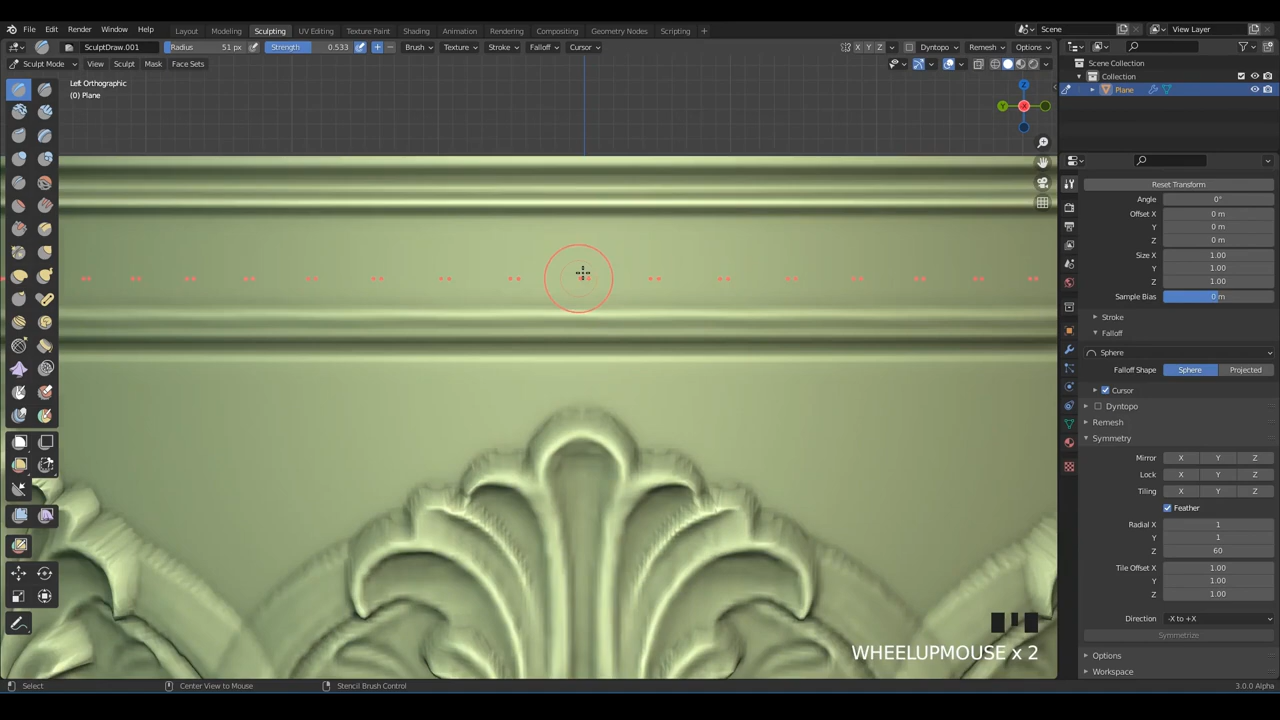 File Edit Render Window Help Layout Modeling Sculpting UV Editing Texture Paint Shading Animation Rendering Compositing Geometry Nodes Scripting + Scene View Layer
SculptDraw.001 Radius 51 px Strength 0.533 + − Brush Texture Stroke Falloff Cursor X Y Z Dyntopo Remesh Options
Sculpt Mode View Sculpt Mask Face Sets
Scene Collection
Collection
Plane
Left Orthographic
(0) Plane
Z
Y
X
Reset Transform
Angle 0°
Offset X 0 m
Y 0 m
Z 0 m
Size X 1.00
Y 1.00
Z 1.00
Sample Bias 0 m
Stroke
Falloff
Sphere
Falloff Shape Sphere Projected
Cursor
Dyntopo
Remesh
Symmetry
Mirror X Y Z
Lock X Y Z
Tiling X Y Z
Feather
Radial X 1
Y 1
Z 60
Tile Offset X 1.00
Y 1.00
Z 1.00
Direction -X to +X
Symmetrize
Options
Workspace
WHEELUPMOUSE x 2
Select Center View to Mouse Stencil Brush Control 3.0.0 Alpha